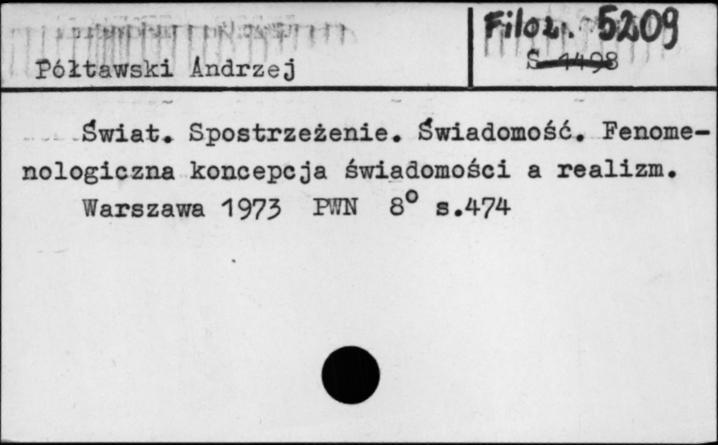 Filoz. 5209
S 1498
Półtawski Andrzej
Świat. Spostrzeżenie. Świadomość. Fenome-
nologiczna koncepcja świadomości a realizm.
Warszawa 1973 PWN 8° s.474